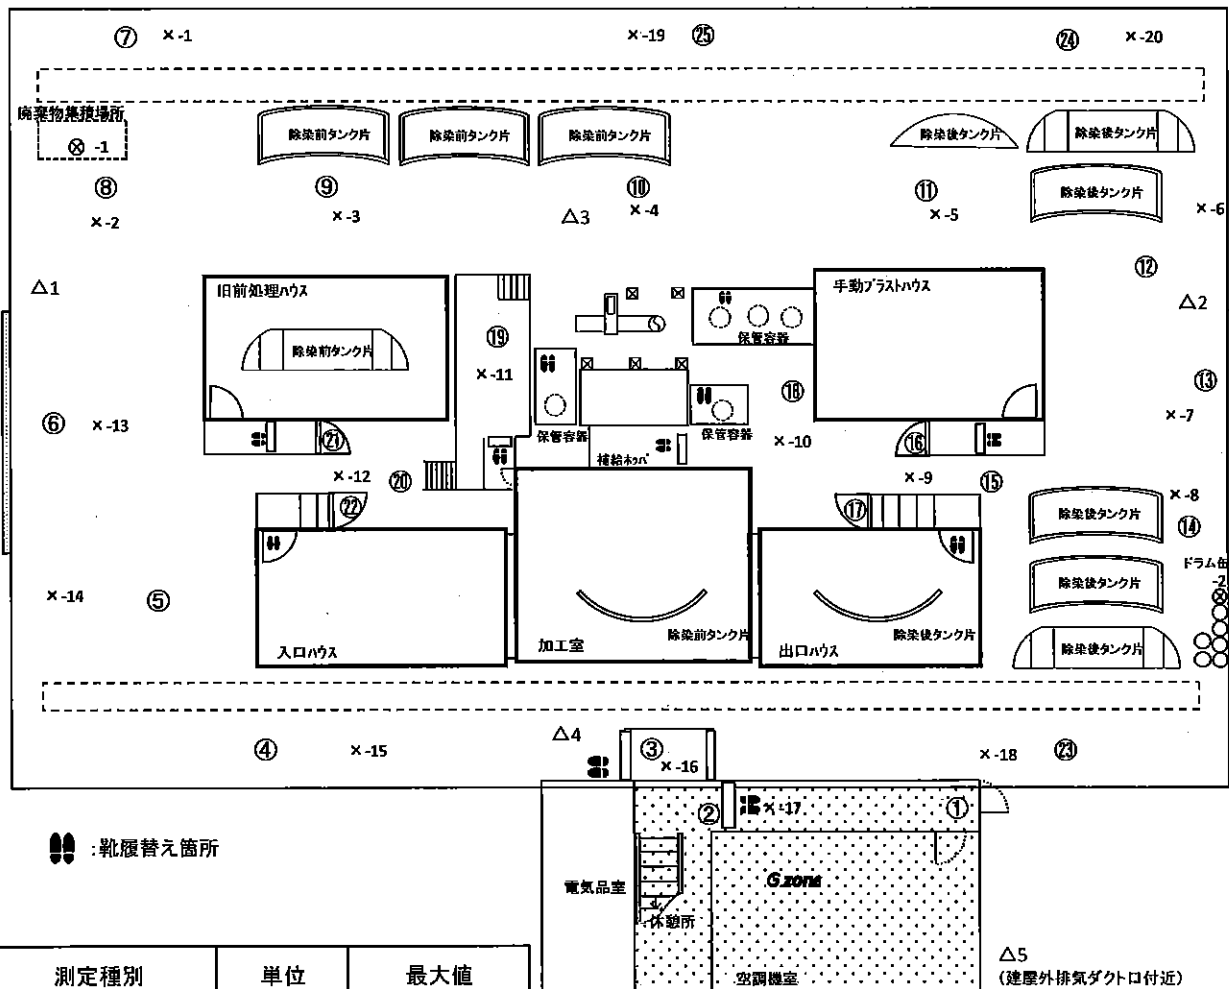 ⑦ ×-1 ×-19 ㉕ ㉔ ×-20
廃棄物集積場所
⊗ -1
除染前タンク片 除染前タンク片 除染前タンク片 除染後タンク片 除染後タンク片
⑧ ⑨ ⑩ ⑪ 除染後タンク片
×-2 ×-3 △3 ×-4 ×-5 ×-6
⑫
△1 旧前処理ハウス 手動ブラストハウス △2
⑲ 保管容器
除染前タンク片
×-11 ⑱ ⑬
⑥ ×-13 保管容器 保管容器 ×-7
㉑ 補給ホッパ ×-10 ⑯
×-12 ⑳ ×-9 ⑮ ×-8
㉒ ⑰ 除染後タンク片 ⑭
ドラム缶
-2
×-14 ⑤ 除染後タンク片
入口ハウス 加工室 除染前タンク片 出口ハウス 除染後タンク片 除染後タンク片
④ ×-15 △4 ③ ×-16 ×-18 ㉓
② ×-17 ①
:靴履替え箇所
電気品室 G zone
休憩所
空調機室 △5
(建屋外排気ダクト口付近)
測定種別 単位 最大値